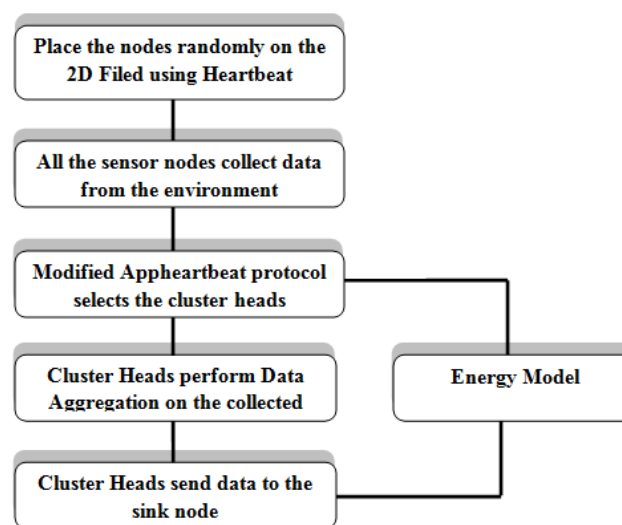 Place the nodes randomly on the
2D Filed using Heartbeat
All the sensor nodes collect data
from the environment
Modified Appheartbeat protocol
selects the cluster heads
Cluster Heads perform Data
Aggregation on the collected
Energy Model
Cluster Heads send data to the
sink node